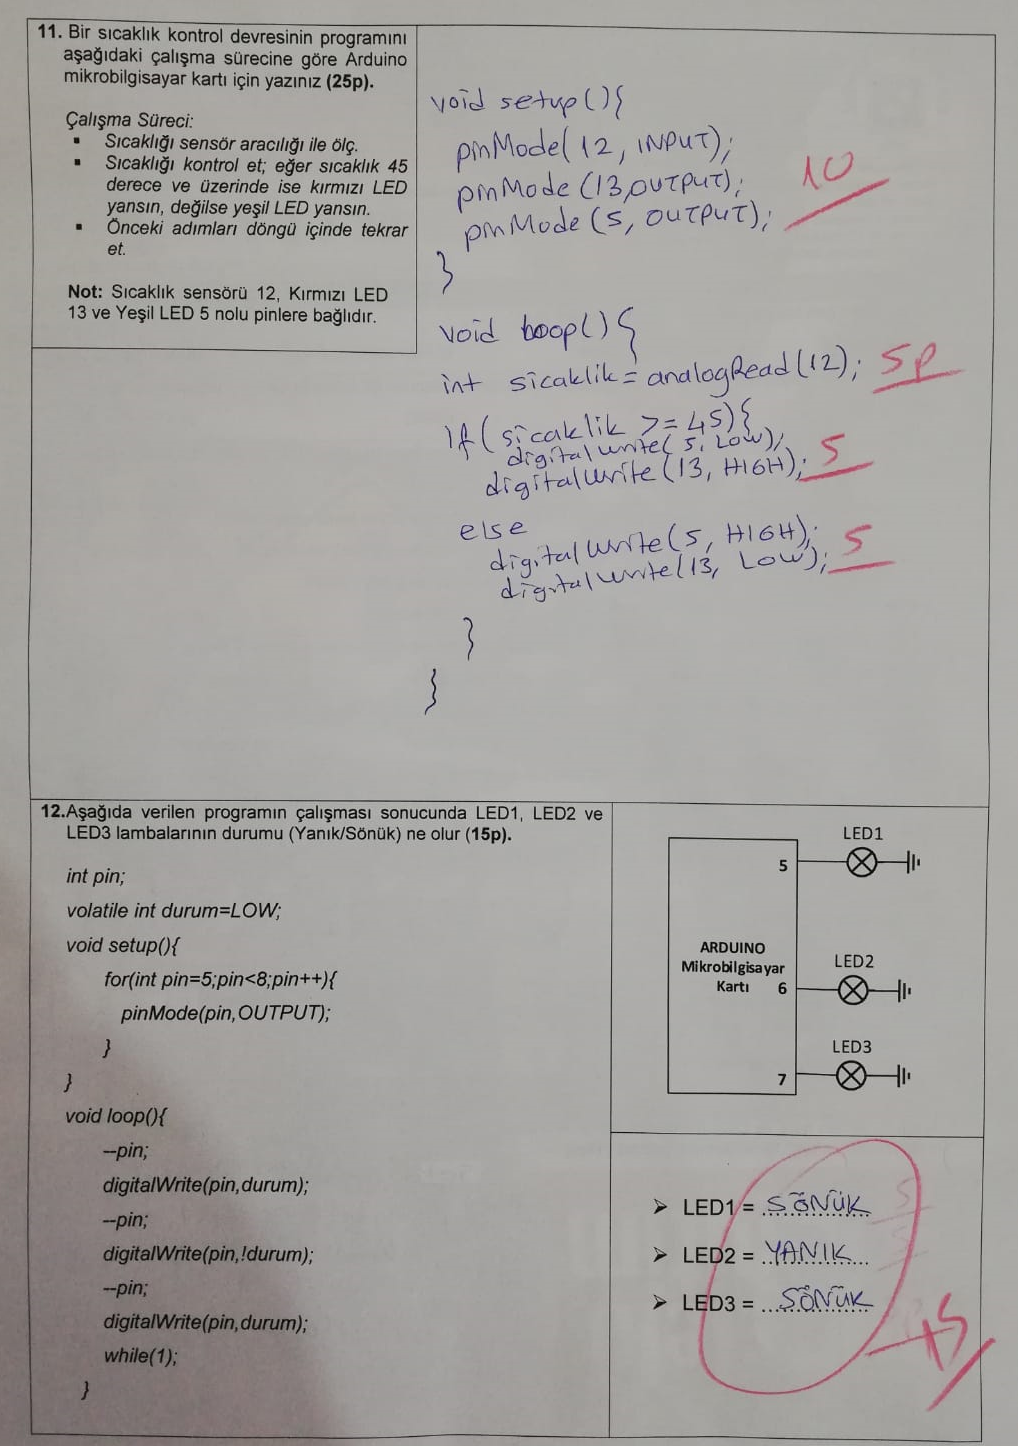 11. Bir sıcaklık kontrol devresinin programını
aşağıdaki çalışma sürecine göre Arduino
mikrobilgisayar kartı için yazınız (25p).
Çalışma Süreci:
▪ Sıcaklığı sensör aracılığı ile ölç.
▪ Sıcaklığı kontrol et; eğer sıcaklık 45
derece ve üzerinde ise kırmızı LED
yansın, değilse yeşil LED yansın.
▪ Önceki adımları döngü içinde tekrar
et.
Not: Sıcaklık sensörü 12, Kırmızı LED
13 ve Yeşil LED 5 nolu pinlere bağlıdır.
void setup(){
pinMode(12, INPUT);
pinMode(13,OUTPUT);
pinMode(5, OUTPUT);
10
}
void loop(){
int sicaklik = analogRead(12); 5p
if(sicaklik >= 45){
digitalwrite(5, LOW);
digitalwrite(13, HIGH); 5
else
digitalwrite(5, HIGH);
digitalwrite(13, LOW); 5
}
}
12.Aşağıda verilen programın çalışması sonucunda LED1, LED2 ve
LED3 lambalarının durumu (Yanık/Sönük) ne olur (15p).
int pin;
volatile int durum=LOW;
void setup(){
for(int pin=5;pin<8;pin++){
pinMode(pin,OUTPUT);
}
}
void loop(){
--pin;
digitalWrite(pin,durum);
--pin;
digitalWrite(pin,!durum);
--pin;
digitalWrite(pin,durum);
while(1);
}
LED1
5
ARDUINO
Mikrobilgisayar
Kartı 6
LED2
LED3
7
➤ LED1 = SÖNÜK
➤ LED2 = YANIK
➤ LED3 = SÖNÜK